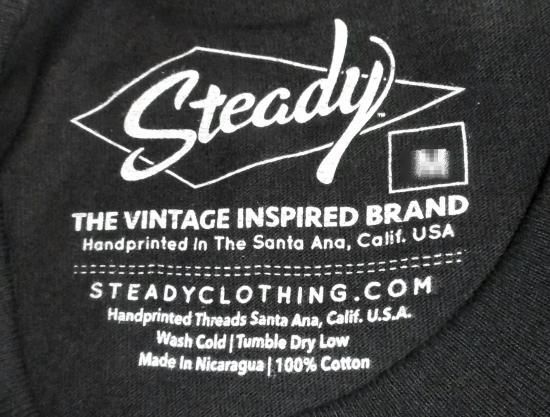 Steady™
THE VINTAGE INSPIRED BRAND
Handprinted In The Santa Ana, Calif. USA
STEADYCLOTHING.COM
Handprinted Threads Santa Ana, Calif. U.S.A.
Wash Cold | Tumble Dry Low
Made In Nicaragua | 100% Cotton